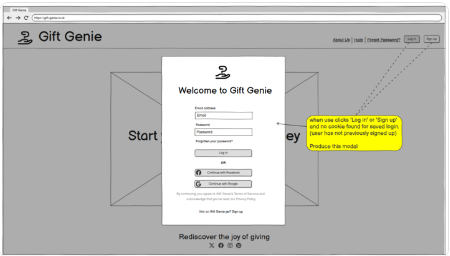 Gift Genie
https://gift-genie.co.uk
Gift Genie
About Us | Help | Forgot Password?
Log in
Sign up
Welcome to Gift Genie
Email address
Email
Password
Password
Forgotten your password?
Log in
OR
Continue with Facebook
Continue with Google
By continuing, you agree to Gift Genie's Terms of Service and
acknowledge that you've read our Privacy Policy.
Not on Gift Genie yet? Sign up
Start
ey
when use clicks 'Log in' or 'Sign up'
and no cookie found for saved login,
(user has not previously signed up)
Produce this modal
Rediscover the joy of giving